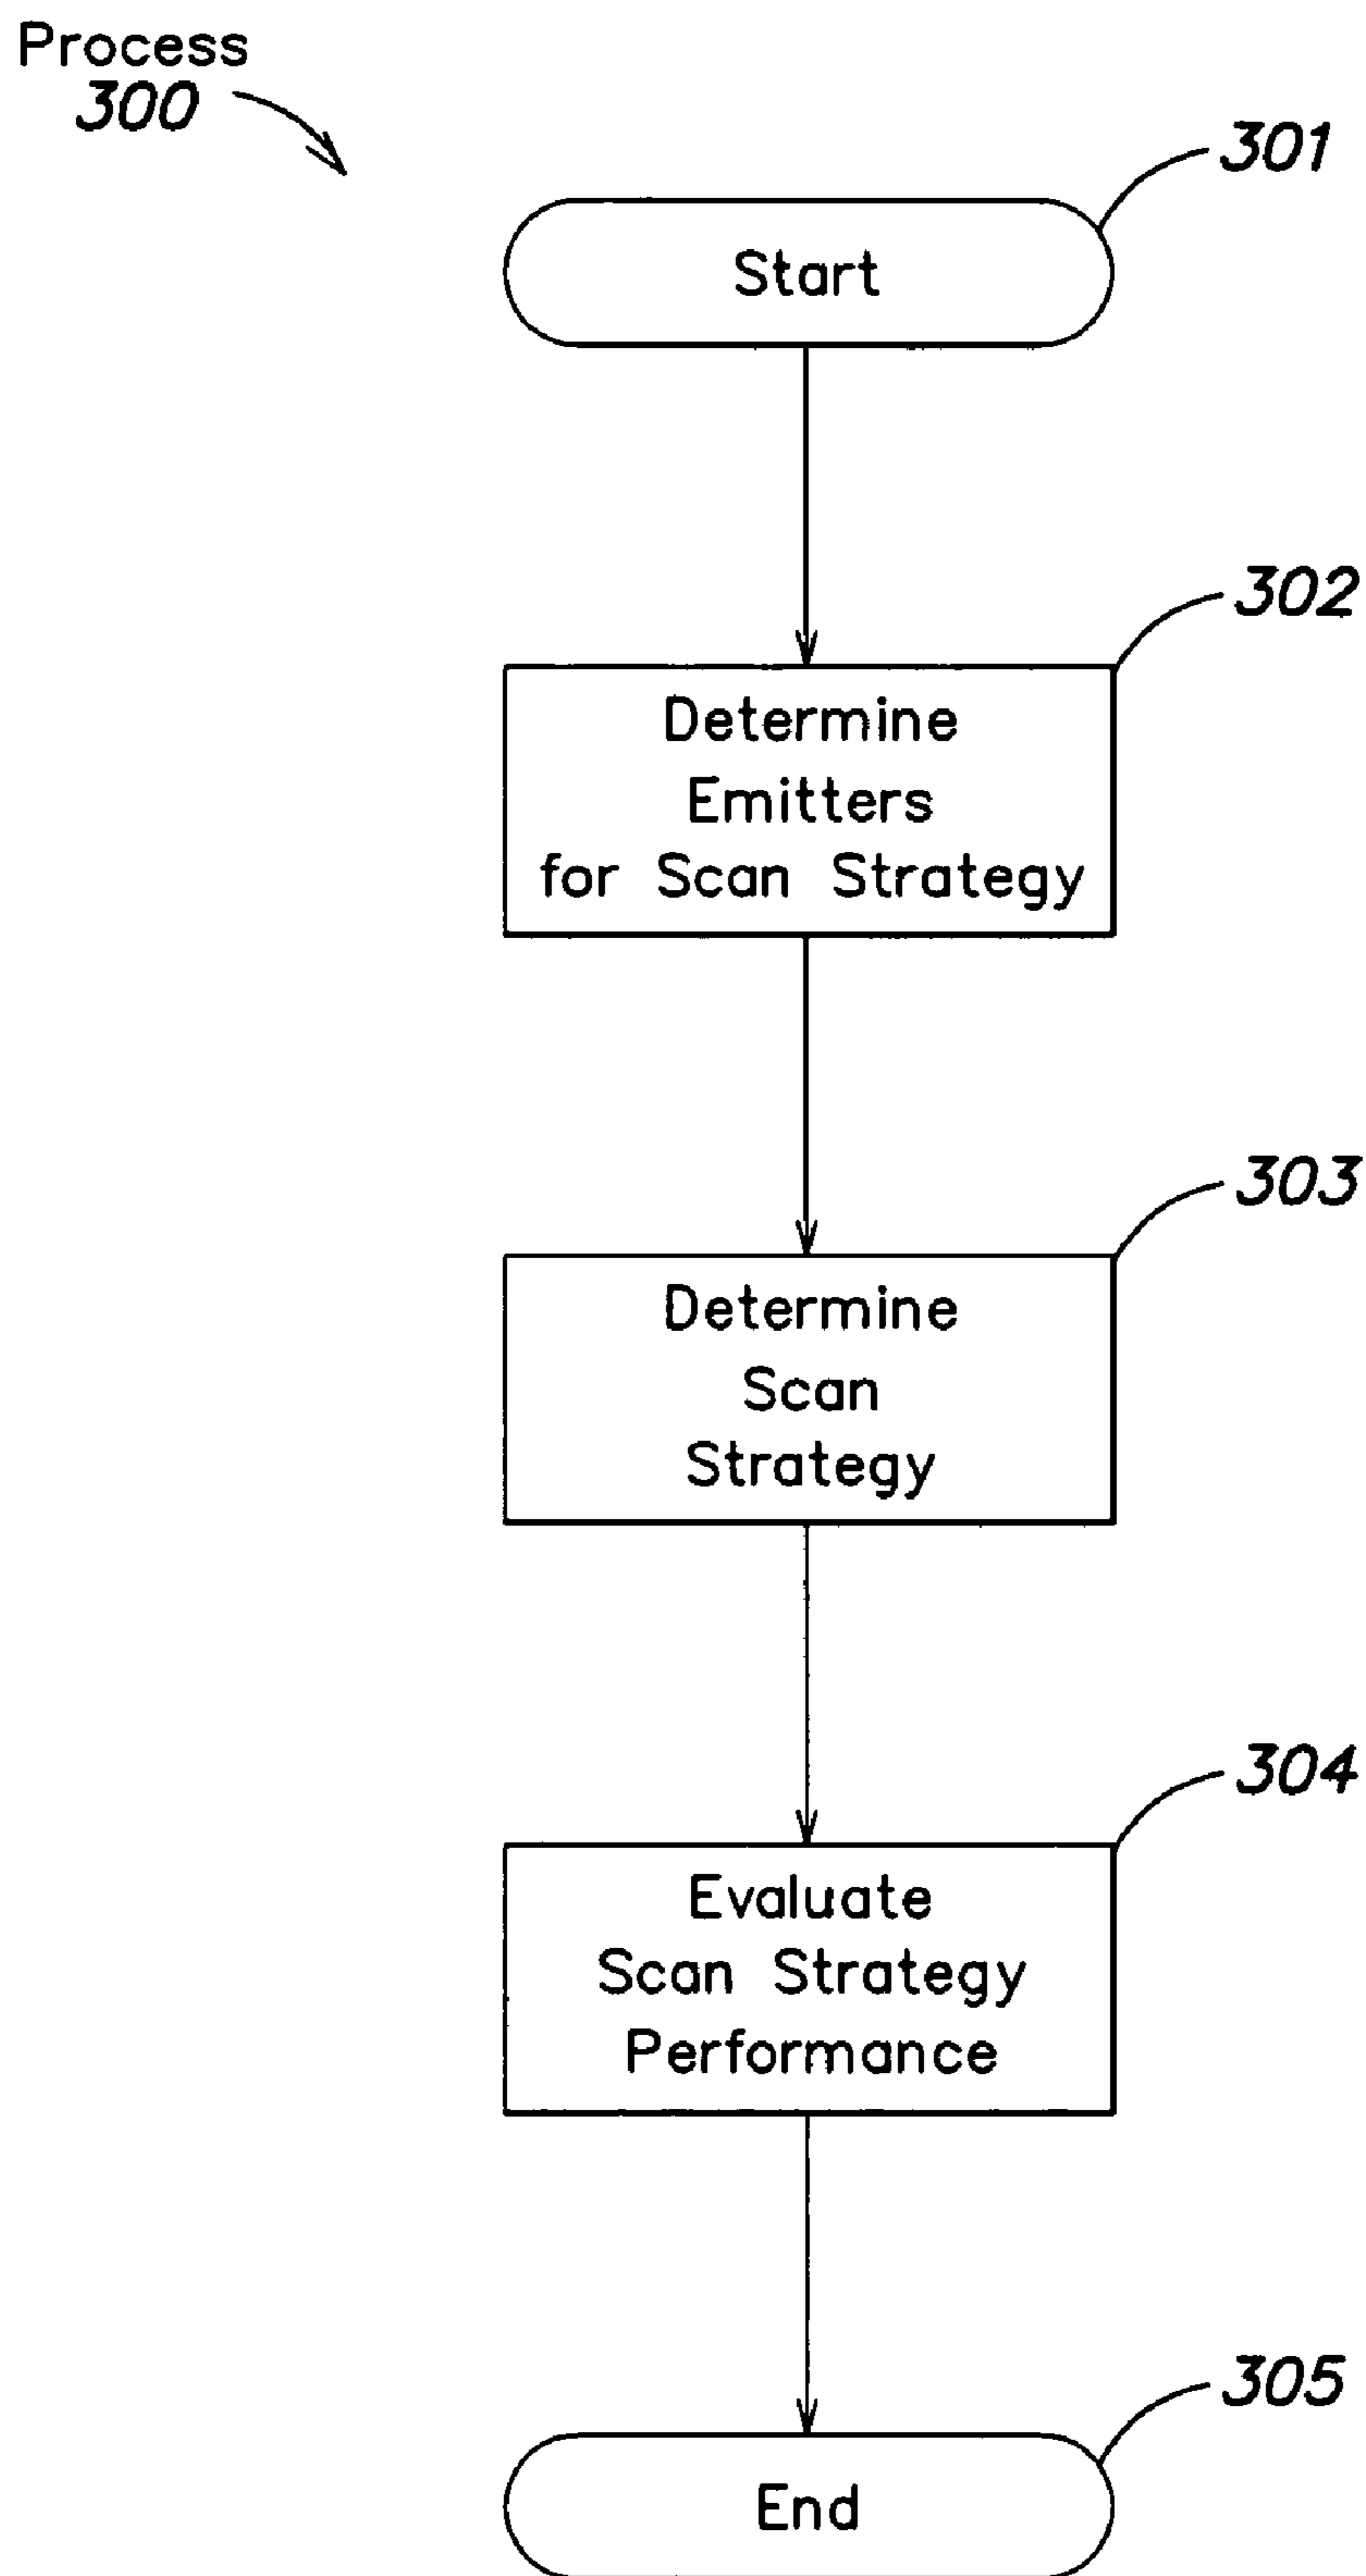 Process
300
301
Start
302
Determine
Emitters
for Scan Strategy
303
Determine
Scan
Strategy
304
Evaluate
Scan Strategy
Performance
305
End